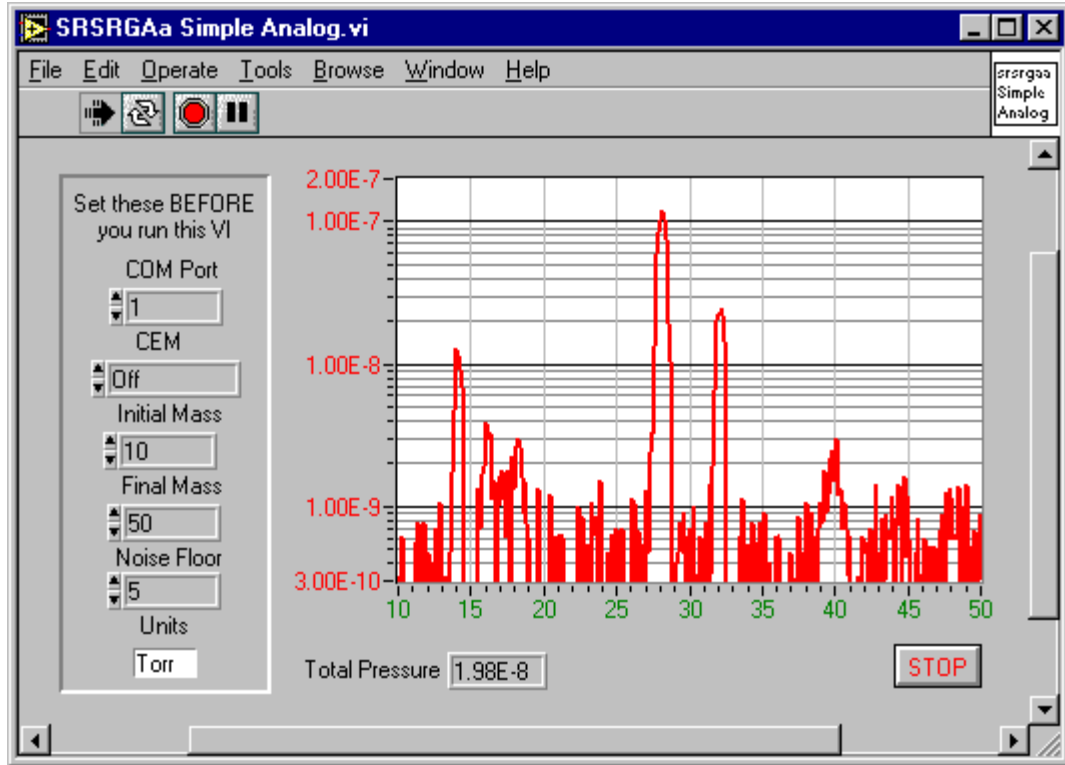 SRSRGAa Simple Analog.vi
File Edit Operate Tools Browse Window Help
srsrgaa
Simple
Analog
Set these BEFORE
you run this VI
COM Port
1
CEM
Off
Initial Mass
10
Final Mass
50
Noise Floor
5
Units
Torr
2.00E-7
1.00E-7
1.00E-8
1.00E-9
3.00E-10
10 15 20 25 30 35 40 45 50
Total Pressure 1.98E-8
STOP